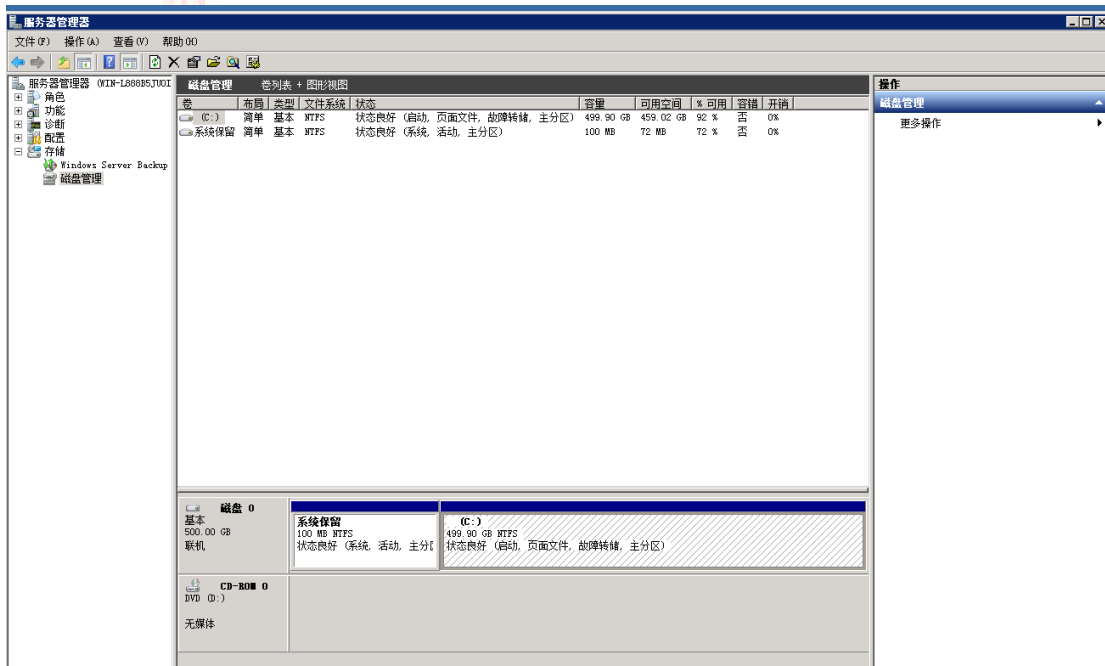 服务器管理器
文件(F) 操作(A) 查看(V) 帮助(H)
服务器管理器 (WIN-L888B5JUOI
角色
功能
诊断
配置
存储
Windows Server Backup
磁盘管理
磁盘管理 卷列表 + 图形视图
卷 布局 类型 文件系统 状态 容量 可用空间 % 可用 容错 开销
(C:) 简单 基本 NTFS 状态良好 (启动, 页面文件, 故障转储, 主分区) 499.90 GB 459.02 GB 92 % 否 0%
系统保留 简单 基本 NTFS 状态良好 (系统, 活动, 主分区) 100 MB 72 MB 72 % 否 0%
磁盘 0
基本
500.00 GB
联机
系统保留
100 MB NTFS
状态良好 (系统, 活动, 主分[
(C:)
499.90 GB NTFS
状态良好 (启动, 页面文件, 故障转储, 主分区)
CD-ROM 0
DVD (D:)
无媒体
操作
磁盘管理
更多操作